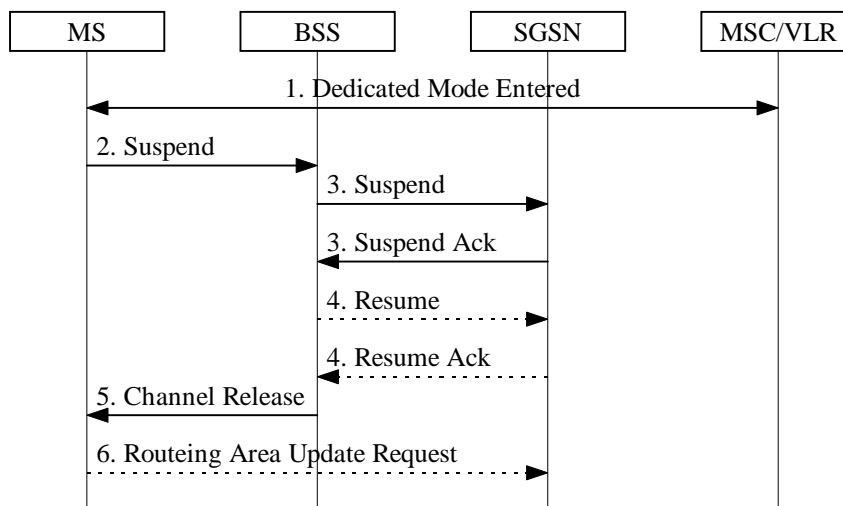 MS BSS SGSN MSC/VLR
1. Dedicated Mode Entered
2. Suspend
3. Suspend
3. Suspend Ack
4. Resume
4. Resume Ack
5. Channel Release
6. Routeing Area Update Request